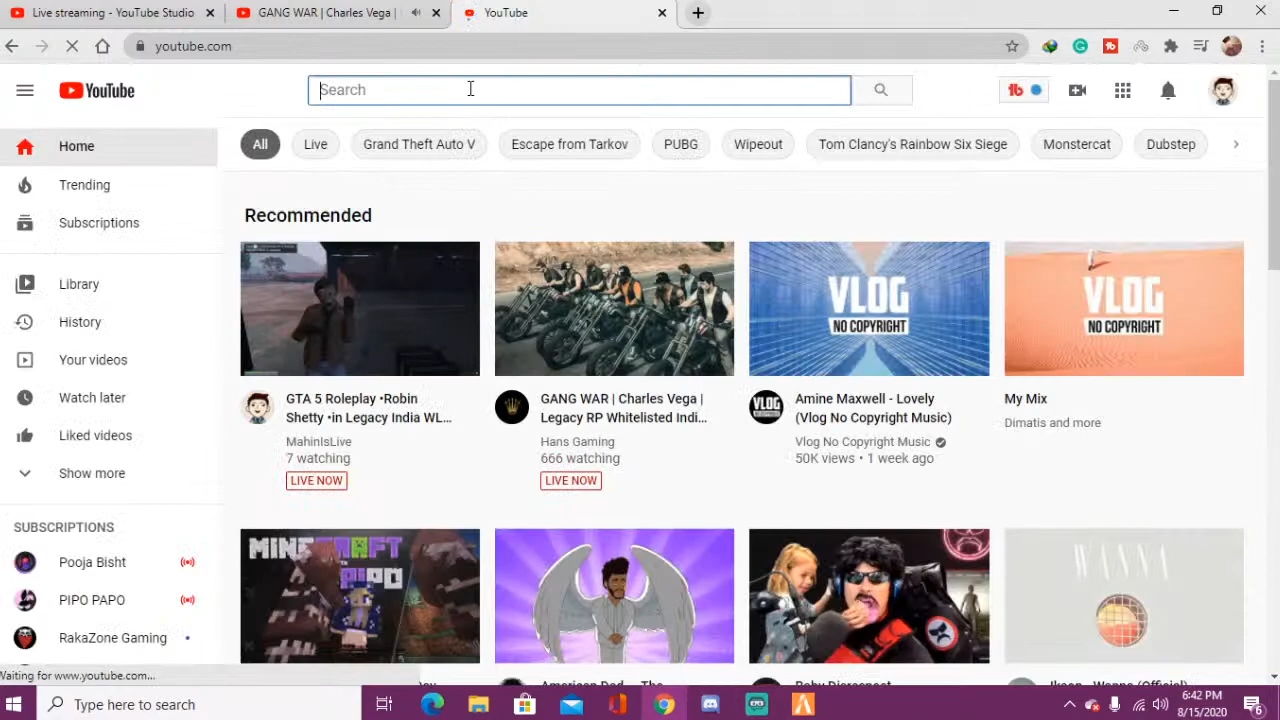 Live streaming - YouTube Studio
GANG WAR | Charles Vega |
YouTube
youtube.com
YouTube
Search
Home
Trending
Subscriptions
Library
History
Your videos
Watch later
Liked videos
Show more
SUBSCRIPTIONS
Pooja Bisht
PIPO PAPO
RakaZone Gaming
All
Live
Grand Theft Auto V
Escape from Tarkov
PUBG
Wipeout
Tom Clancy's Rainbow Six Siege
Monstercat
Dubstep
Recommended
GTA 5 Roleplay •Robin
Shetty •in Legacy India WL...
MahinIsLive
7 watching
LIVE NOW
GANG WAR | Charles Vega |
Legacy RP Whitelisted Indi...
Hans Gaming
666 watching
LIVE NOW
VLOG
NO COPYRIGHT
VLOG
Amine Maxwell - Lovely
(Vlog No Copyright Music)
Vlog No Copyright Music
50K views • 1 week ago
VLOG
NO COPYRIGHT
My Mix
Dimatis and more
MINECRAFT
PIPO
WANNA
Waiting for www.youtube.com...
Type here to search
6:42 PM
8/15/2020
6